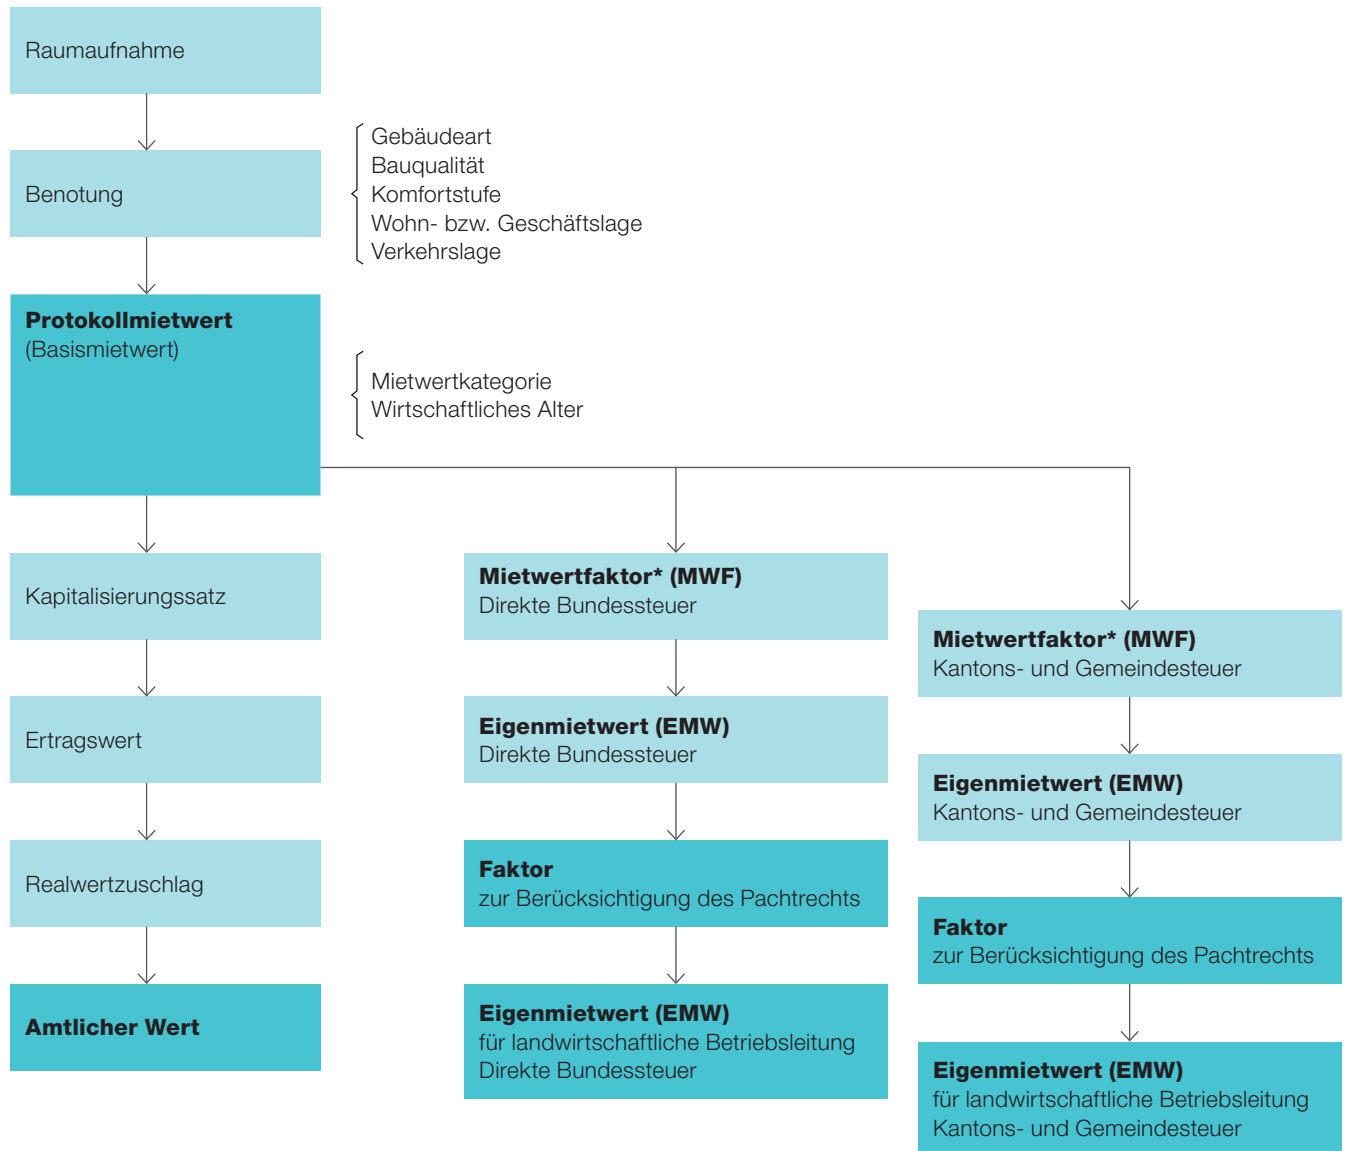 Raumaufnahme
Benotung
Gebäudeart
Bauqualität
Komfortstufe
Wohn- bzw. Geschäftslage
Verkehrslage
Protokollmietwert
(Basismietwert)
Mietwertkategorie
Wirtschaftliches Alter
Kapitalisierungssatz
Ertragswert
Realwertzuschlag
Amtlicher Wert
Mietwertfaktor* (MWF)
Direkte Bundessteuer
Eigenmietwert (EMW)
Direkte Bundessteuer
Faktor
zur Berücksichtigung des Pachtrechts
Eigenmietwert (EMW)
für landwirtschaftliche Betriebsleitung
Direkte Bundessteuer
Mietwertfaktor* (MWF)
Kantons- und Gemeindesteuer
Eigenmietwert (EMW)
Kantons- und Gemeindesteuer
Faktor
zur Berücksichtigung des Pachtrechts
Eigenmietwert (EMW)
für landwirtschaftliche Betriebsleitung
Kantons- und Gemeindesteuer